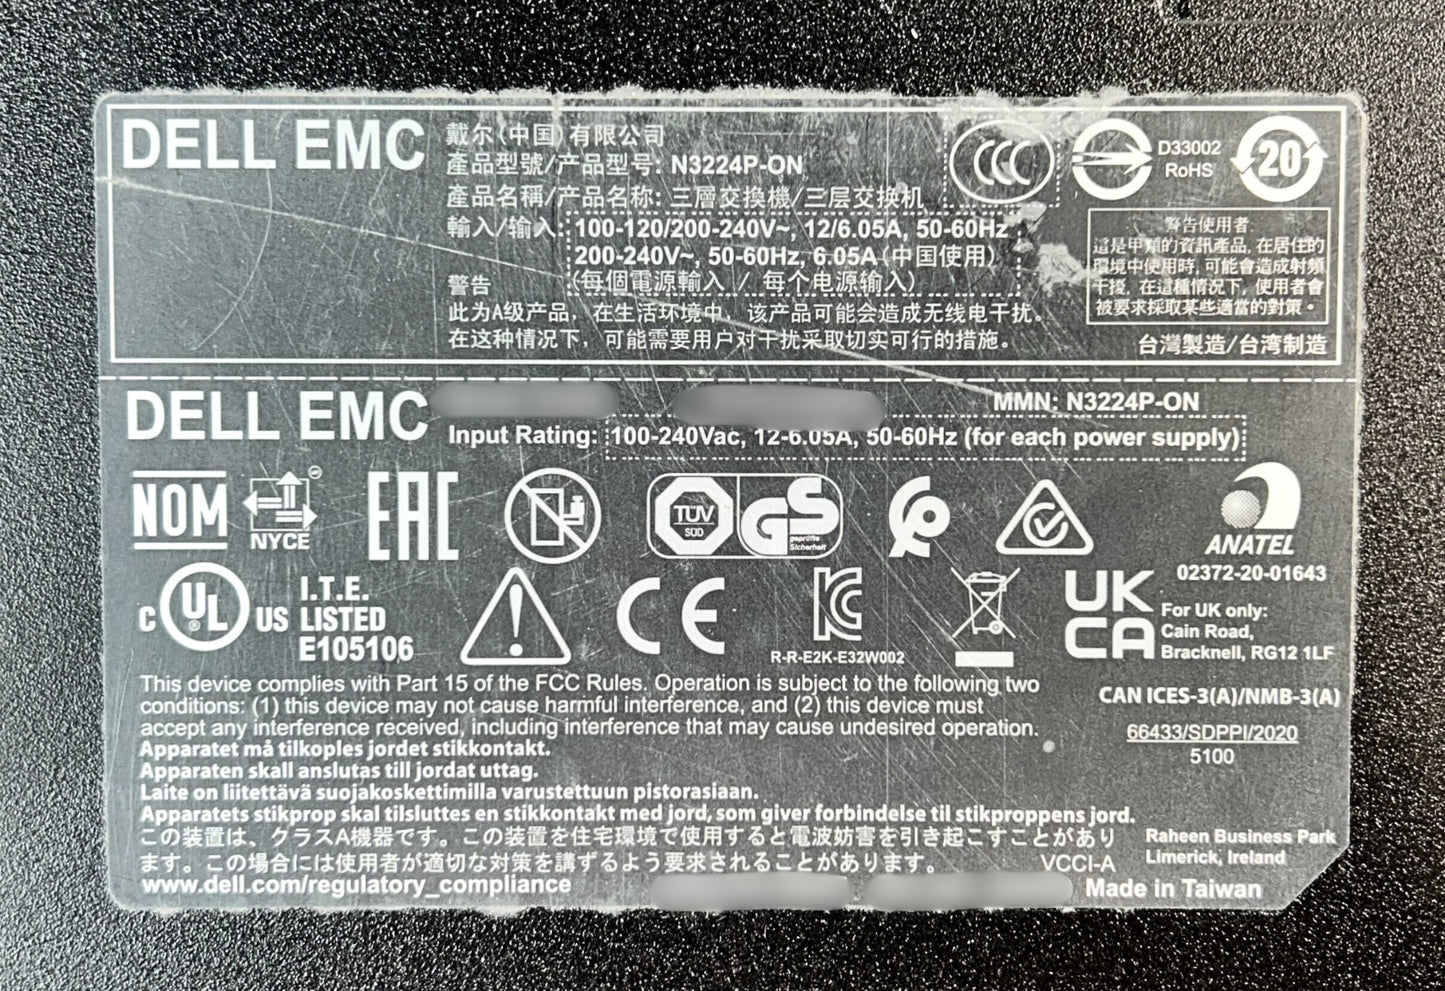 DELL EMC
戴尔(中国)有限公司
產品型號/产品型号: N3224P-ON
產品名稱/产品名称: 三層交換機/三层交换机
輸入/输入: 100-120/200-240V~, 12/6.05A, 50-60Hz
200-240V~, 50-60Hz, 6.05A(中国使用)
(每個電源輸入 / 每个电源输入)
警告
此为A级产品，在生活环境中，该产品可能会造成无线电干扰。
在这种情况下，可能需要用户对干扰采取切实可行的措施。
CCC
D33002
RoHS
20
警告使用者
這是甲類的資訊產品, 在居住的
環境中使用時, 可能會造成射頻
干擾, 在這種情況下, 使用者會
被要求採取某些適當的對策。
台灣製造/台湾制造
DELL EMC
MMN: N3224P-ON
Input Rating: 100-240Vac, 12-6.05A, 50-60Hz (for each power supply)
NOM
NYCE
EAC
TÜV
SÜD
GS
geprüfte
Sicherheit
ANATEL
02372-20-01643
C UL US
I.T.E.
LISTED
E105106
CE
R-R-E2K-E32W002
UK
CA
For UK only:
Cain Road,
Bracknell, RG12 1LF
This device complies with Part 15 of the FCC Rules. Operation is subject to the following two
conditions: (1) this device may not cause harmful interference, and (2) this device must
accept any interference received, including interference that may cause undesired operation.
Apparatet må tilkoples jordet stikkontakt.
Apparaten skall anslutas till jordat uttag.
Laite on liitettävä suojakoskettimilla varustettuun pistorasiaan.
Apparatets stikprop skal tilsluttes en stikkontakt med jord, som giver forbindelse til stikproppens jord.
この装置は、クラスA機器です。この装置を住宅環境で使用すると電波妨害を引き起こすことがあり
ます。この場合には使用者が適切な対策を講ずるよう要求されることがあります。 VCCI-A
www.dell.com/regulatory_compliance
CAN ICES-3(A)/NMB-3(A)
66433/SDPPI/2020
5100
Raheen Business Park
Limerick, Ireland
Made in Taiwan